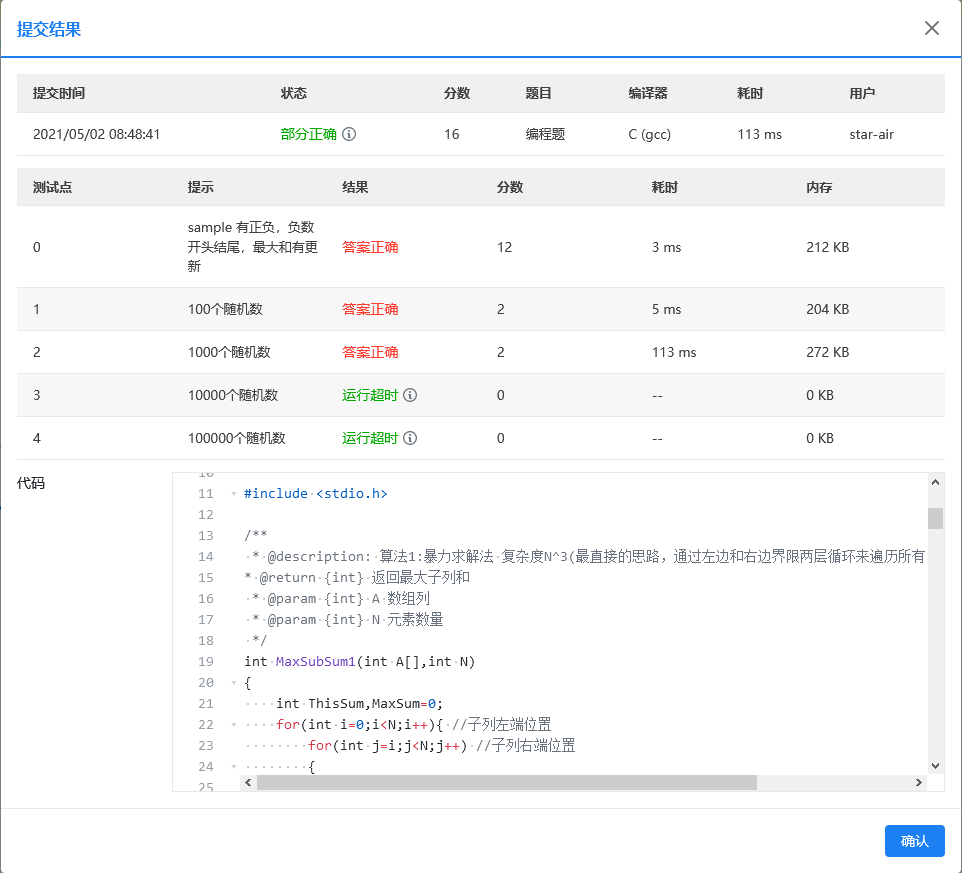 提交结果
提交时间 状态 分数 题目 编译器 耗时 用户
2021/05/02 08:48:41 部分正确 16 编程题 C (gcc) 113 ms star-air
测试点 提示 结果 分数 耗时 内存
0 sample 有正负，负数
开头结尾，最大和有更
新 答案正确 12 3 ms 212 KB
1 100个随机数 答案正确 2 5 ms 204 KB
2 1000个随机数 答案正确 2 113 ms 272 KB
3 10000个随机数 运行超时 0 -- 0 KB
4 100000个随机数 运行超时 0 -- 0 KB
代码
10
11 #include <stdio.h>
12
13 /**
14 * @description: 算法1:暴力求解法 复杂度N^3(最直接的思路，通过左边和右边界限两层循环来遍历所有
15 * @return {int} 返回最大子列和
16 * @param {int} A 数组列
17 * @param {int} N 元素数量
18 */
19 int MaxSubSum1(int A[],int N)
20 {
21 int ThisSum,MaxSum=0;
22 for(int i=0;i<N;i++){ //子列左端位置
23 for(int j=i;j<N;j++) //子列右端位置
24 {
25
确认